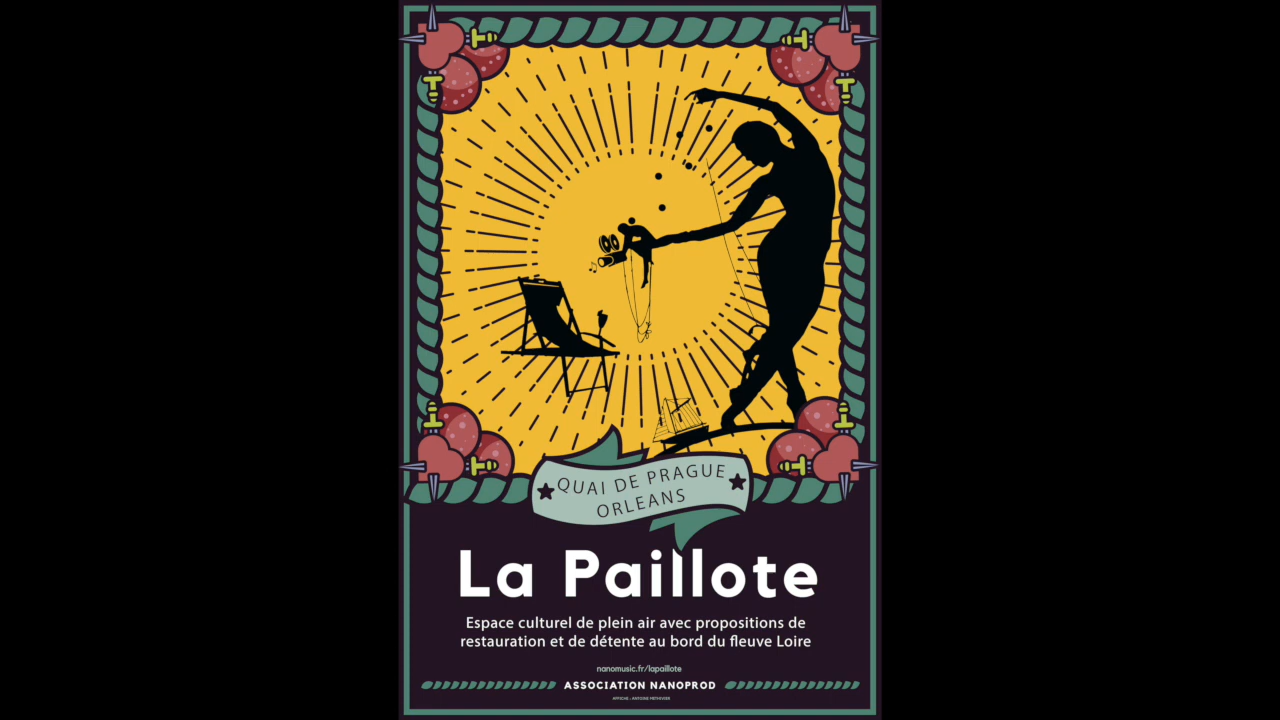 QUAI DE PRAGUE
ORLEANS
La Paillote
Espace culturel de plein air avec propositions de
restauration et de détente au bord du fleuve Loire
nanomusic.fr/lapaillote
ASSOCIATION NANOPROD